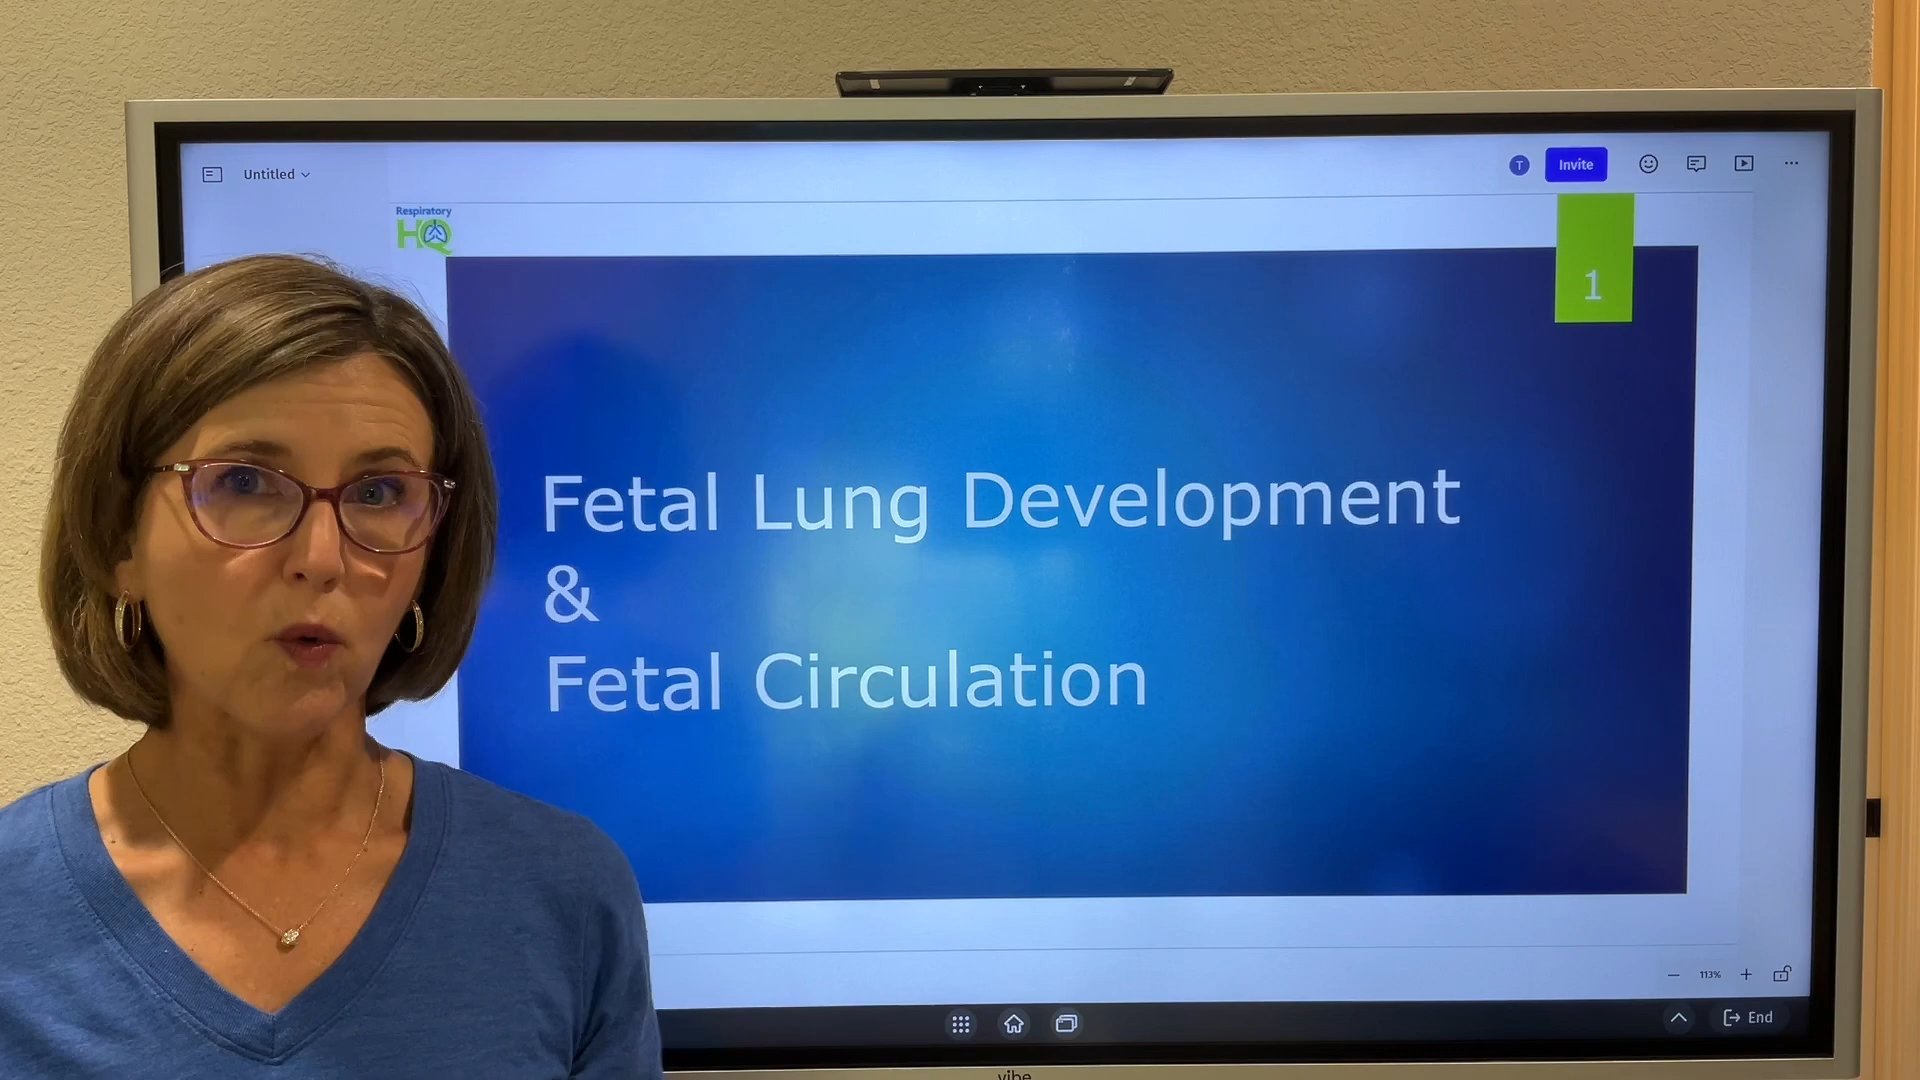 Untitled
T
Invite
Respiratory
HQ
1
Fetal Lung Development
&
Fetal Circulation
113%
End
vibe